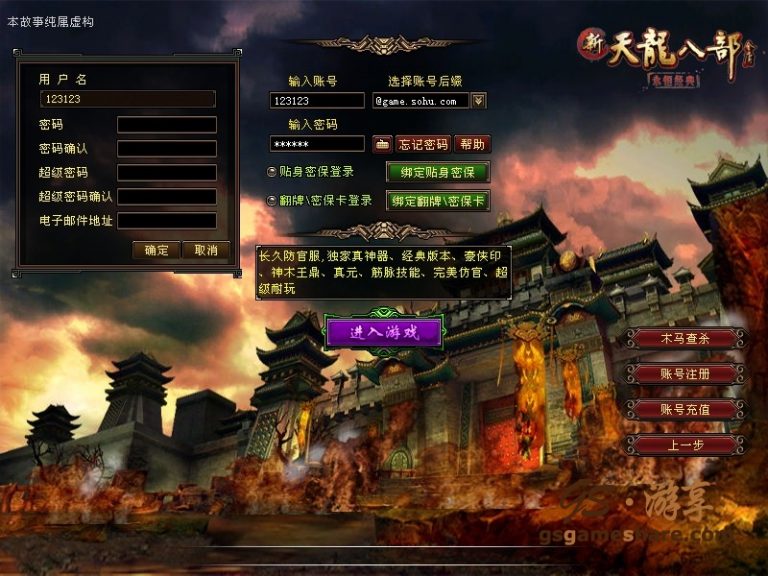 本故事纯属虚构
用户名
123123
密码
密码确认
超级密码
超级密码确认
电子邮件地址
确定 取消
输入账号 选择账号后缀
123123 @game.sohu.com
输入密码
****** 忘记密码 帮助
贴身密保登录 绑定贴身密保
翻牌\密保卡登录 绑定翻牌\密保卡
长久防官服,独家真神器、经典版本、豪侠印
、神木王鼎、真元、筋脉技能、完美仿官、超
级耐玩
进入游戏
新天龍八部
永恒经典
木马查杀
账号注册
账号充值
上一步
游享
gsgamespace.com